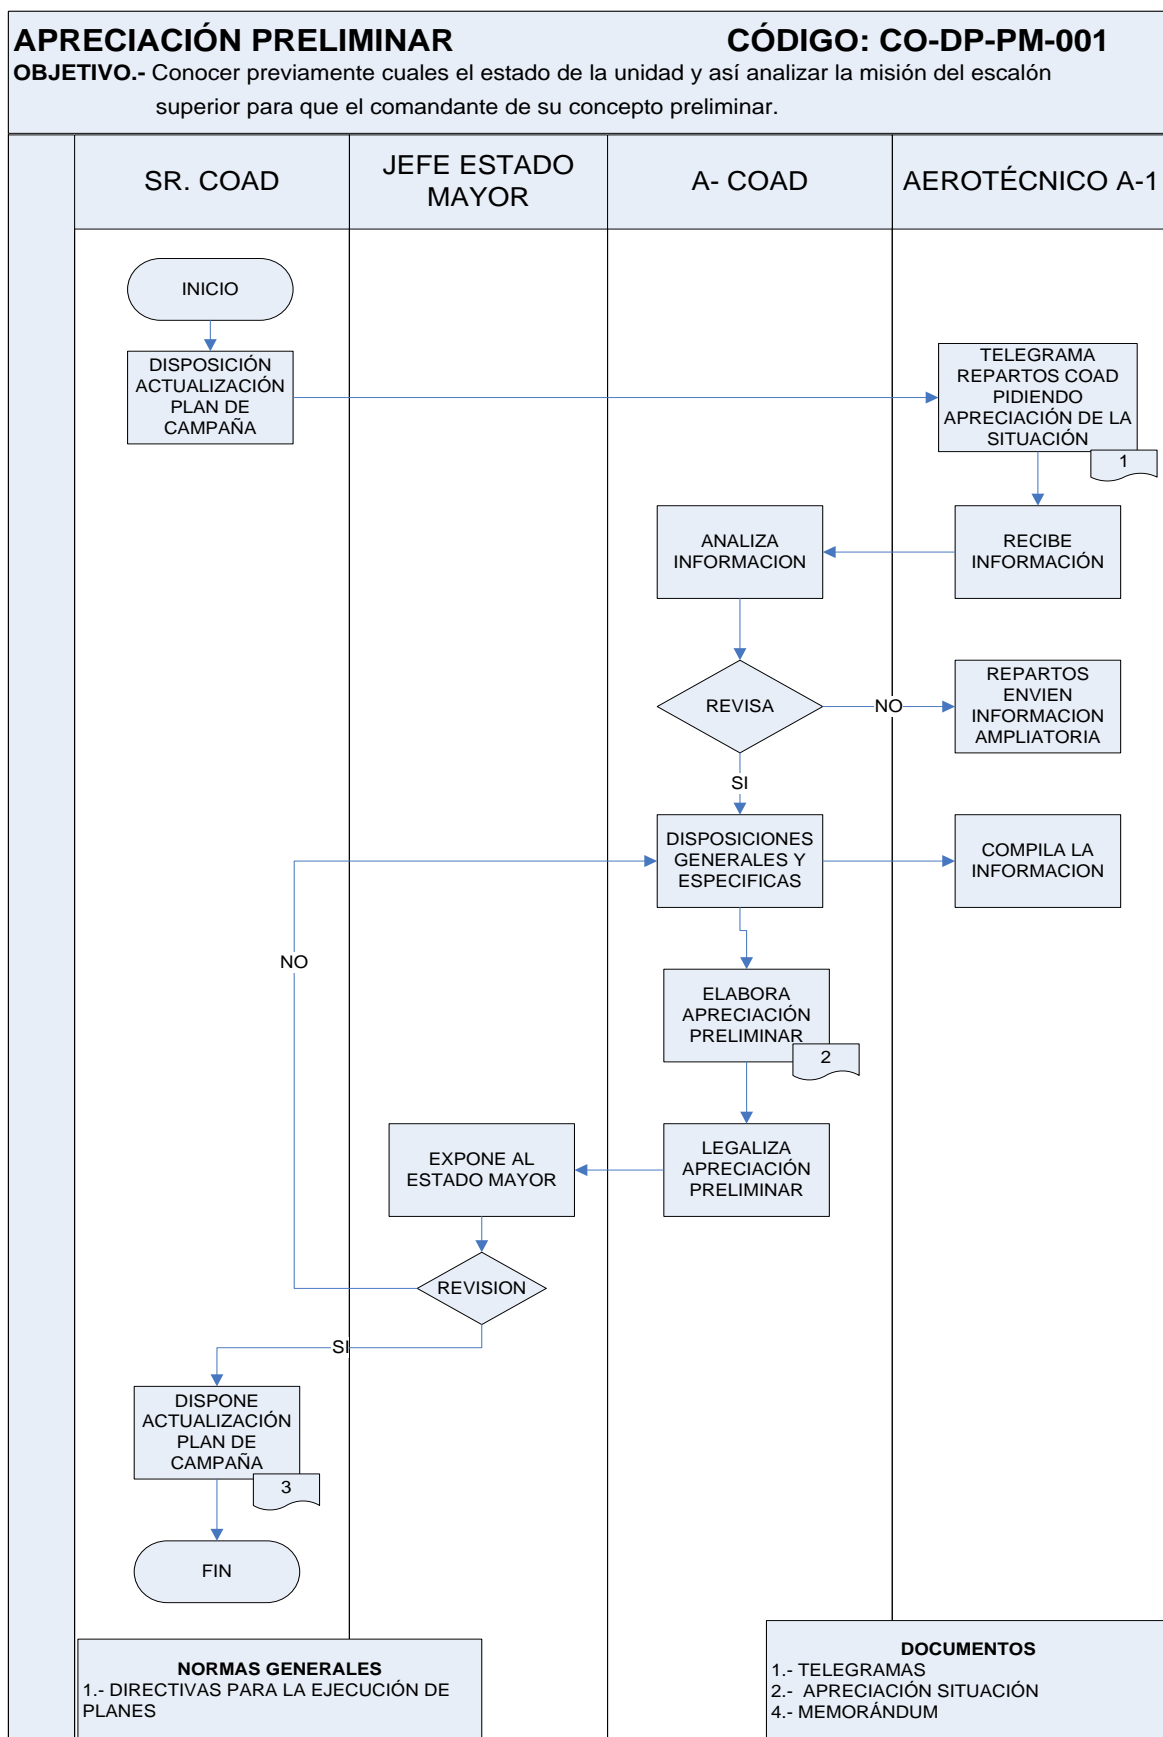 APRECIACIÓN PRELIMINAR CÓDIGO: CO-DP-PM-001
OBJETIVO.- Conocer previamente cuales el estado de la unidad y así analizar la misión del escalón
superior para que el comandante de su concepto preliminar.
SR. COAD
JEFE ESTADO
MAYOR
A- COAD
AEROTÉCNICO A-1
INICIO
DISPOSICIÓN
ACTUALIZACIÓN
PLAN DE
CAMPAÑA
TELEGRAMA
REPARTOS COAD
PIDIENDO
APRECIACIÓN DE LA
SITUACIÓN
1
ANALIZA
INFORMACION
RECIBE
INFORMACIÓN
REVISA
NO
REPARTOS
ENVIEN
INFORMACION
AMPLIATORIA
SI
DISPOSICIONES
GENERALES Y
ESPECIFICAS
COMPILA LA
INFORMACION
NO
ELABORA
APRECIACIÓN
PRELIMINAR
2
EXPONE AL
ESTADO MAYOR
LEGALIZA
APRECIACIÓN
PRELIMINAR
REVISION
SI
DISPONE
ACTUALIZACIÓN
PLAN DE
CAMPAÑA
3
FIN
NORMAS GENERALES
1.- DIRECTIVAS PARA LA EJECUCIÓN DE
PLANES
DOCUMENTOS
1.- TELEGRAMAS
2.- APRECIACIÓN SITUACIÓN
4.- MEMORÁNDUM